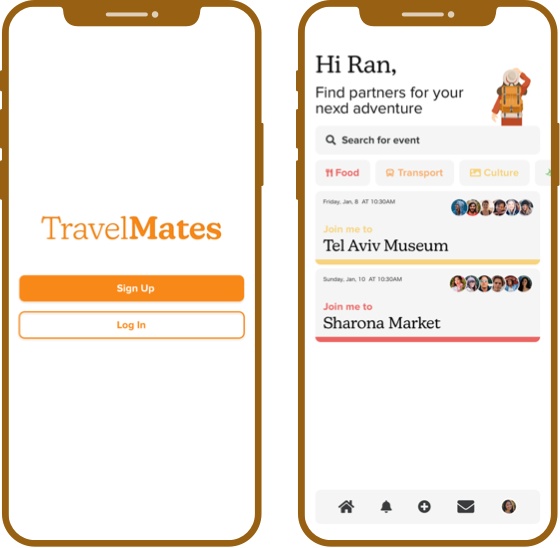 TravelMates
Sign Up
Log In
Hi Ran,
Find partners for your
nexd adventure
Search for event
Food Transport Culture
Friday, Jan, 8 AT 10:30AM
Join me to
Tel Aviv Museum
Sunday, Jan, 10 AT 10:30AM
Join me to
Sharona Market